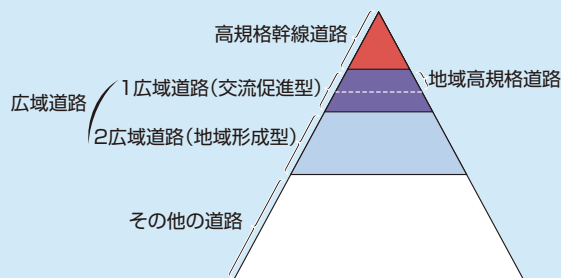 高規格幹線道路
地域高規格道路
1広域道路(交流促進型)
広域道路
2広域道路(地域形成型)
その他の道路